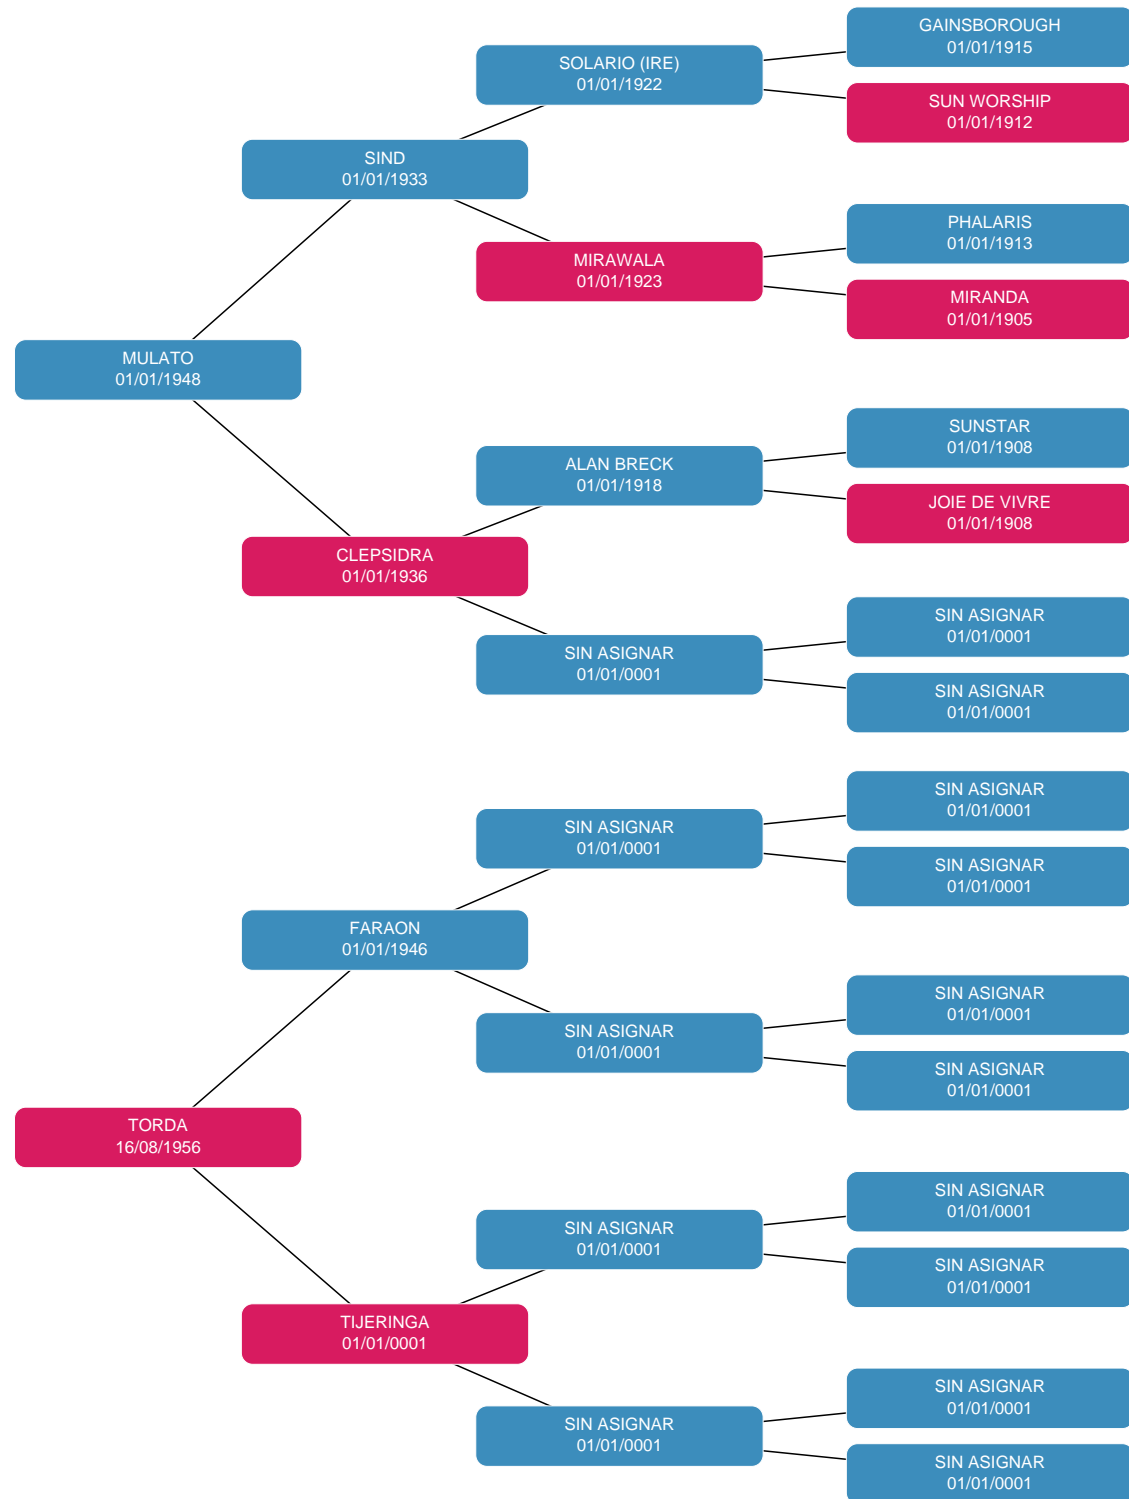 GAINSBOROUGH
01/01/1915
SOLARIO (IRE)
01/01/1922
SUN WORSHIP
01/01/1912
SIND
01/01/1933
PHALARIS
01/01/1913
MIRAWALA
01/01/1923
MIRANDA
01/01/1905
MULATO
01/01/1948
SUNSTAR
01/01/1908
ALAN BRECK
01/01/1918
JOIE DE VIVRE
01/01/1908
CLEPSIDRA
01/01/1936
SIN ASIGNAR
01/01/0001
SIN ASIGNAR
01/01/0001
SIN ASIGNAR
01/01/0001
SIN ASIGNAR
01/01/0001
SIN ASIGNAR
01/01/0001
SIN ASIGNAR
01/01/0001
FARAON
01/01/1946
SIN ASIGNAR
01/01/0001
SIN ASIGNAR
01/01/0001
SIN ASIGNAR
01/01/0001
TORDA
16/08/1956
SIN ASIGNAR
01/01/0001
SIN ASIGNAR
01/01/0001
SIN ASIGNAR
01/01/0001
TIJERINGA
01/01/0001
SIN ASIGNAR
01/01/0001
SIN ASIGNAR
01/01/0001
SIN ASIGNAR
01/01/0001